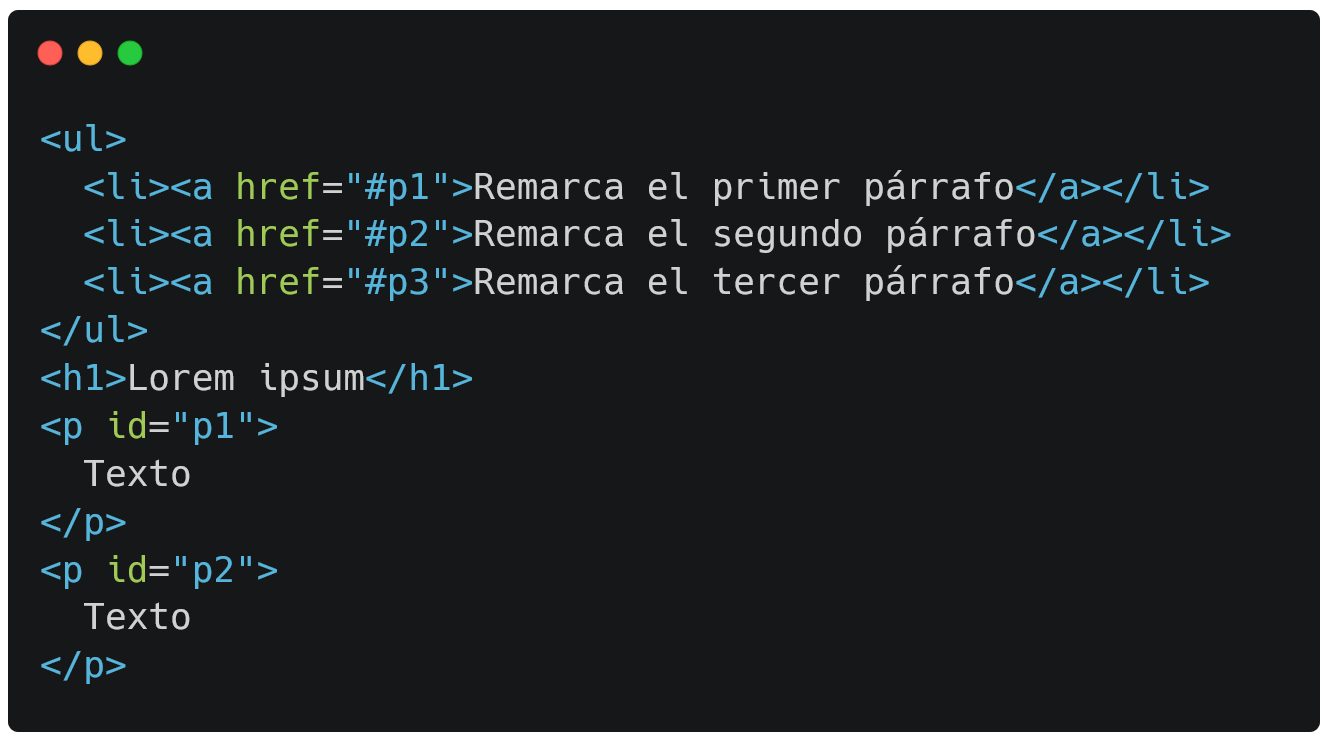 <ul>
  <li><a href="#p1">Remarca el primer párrafo</a></li>
  <li><a href="#p2">Remarca el segundo párrafo</a></li>
  <li><a href="#p3">Remarca el tercer párrafo</a></li>
</ul>
<h1>Lorem ipsum</h1>
<p id="p1">
  Texto
</p>
<p id="p2">
  Texto
</p>